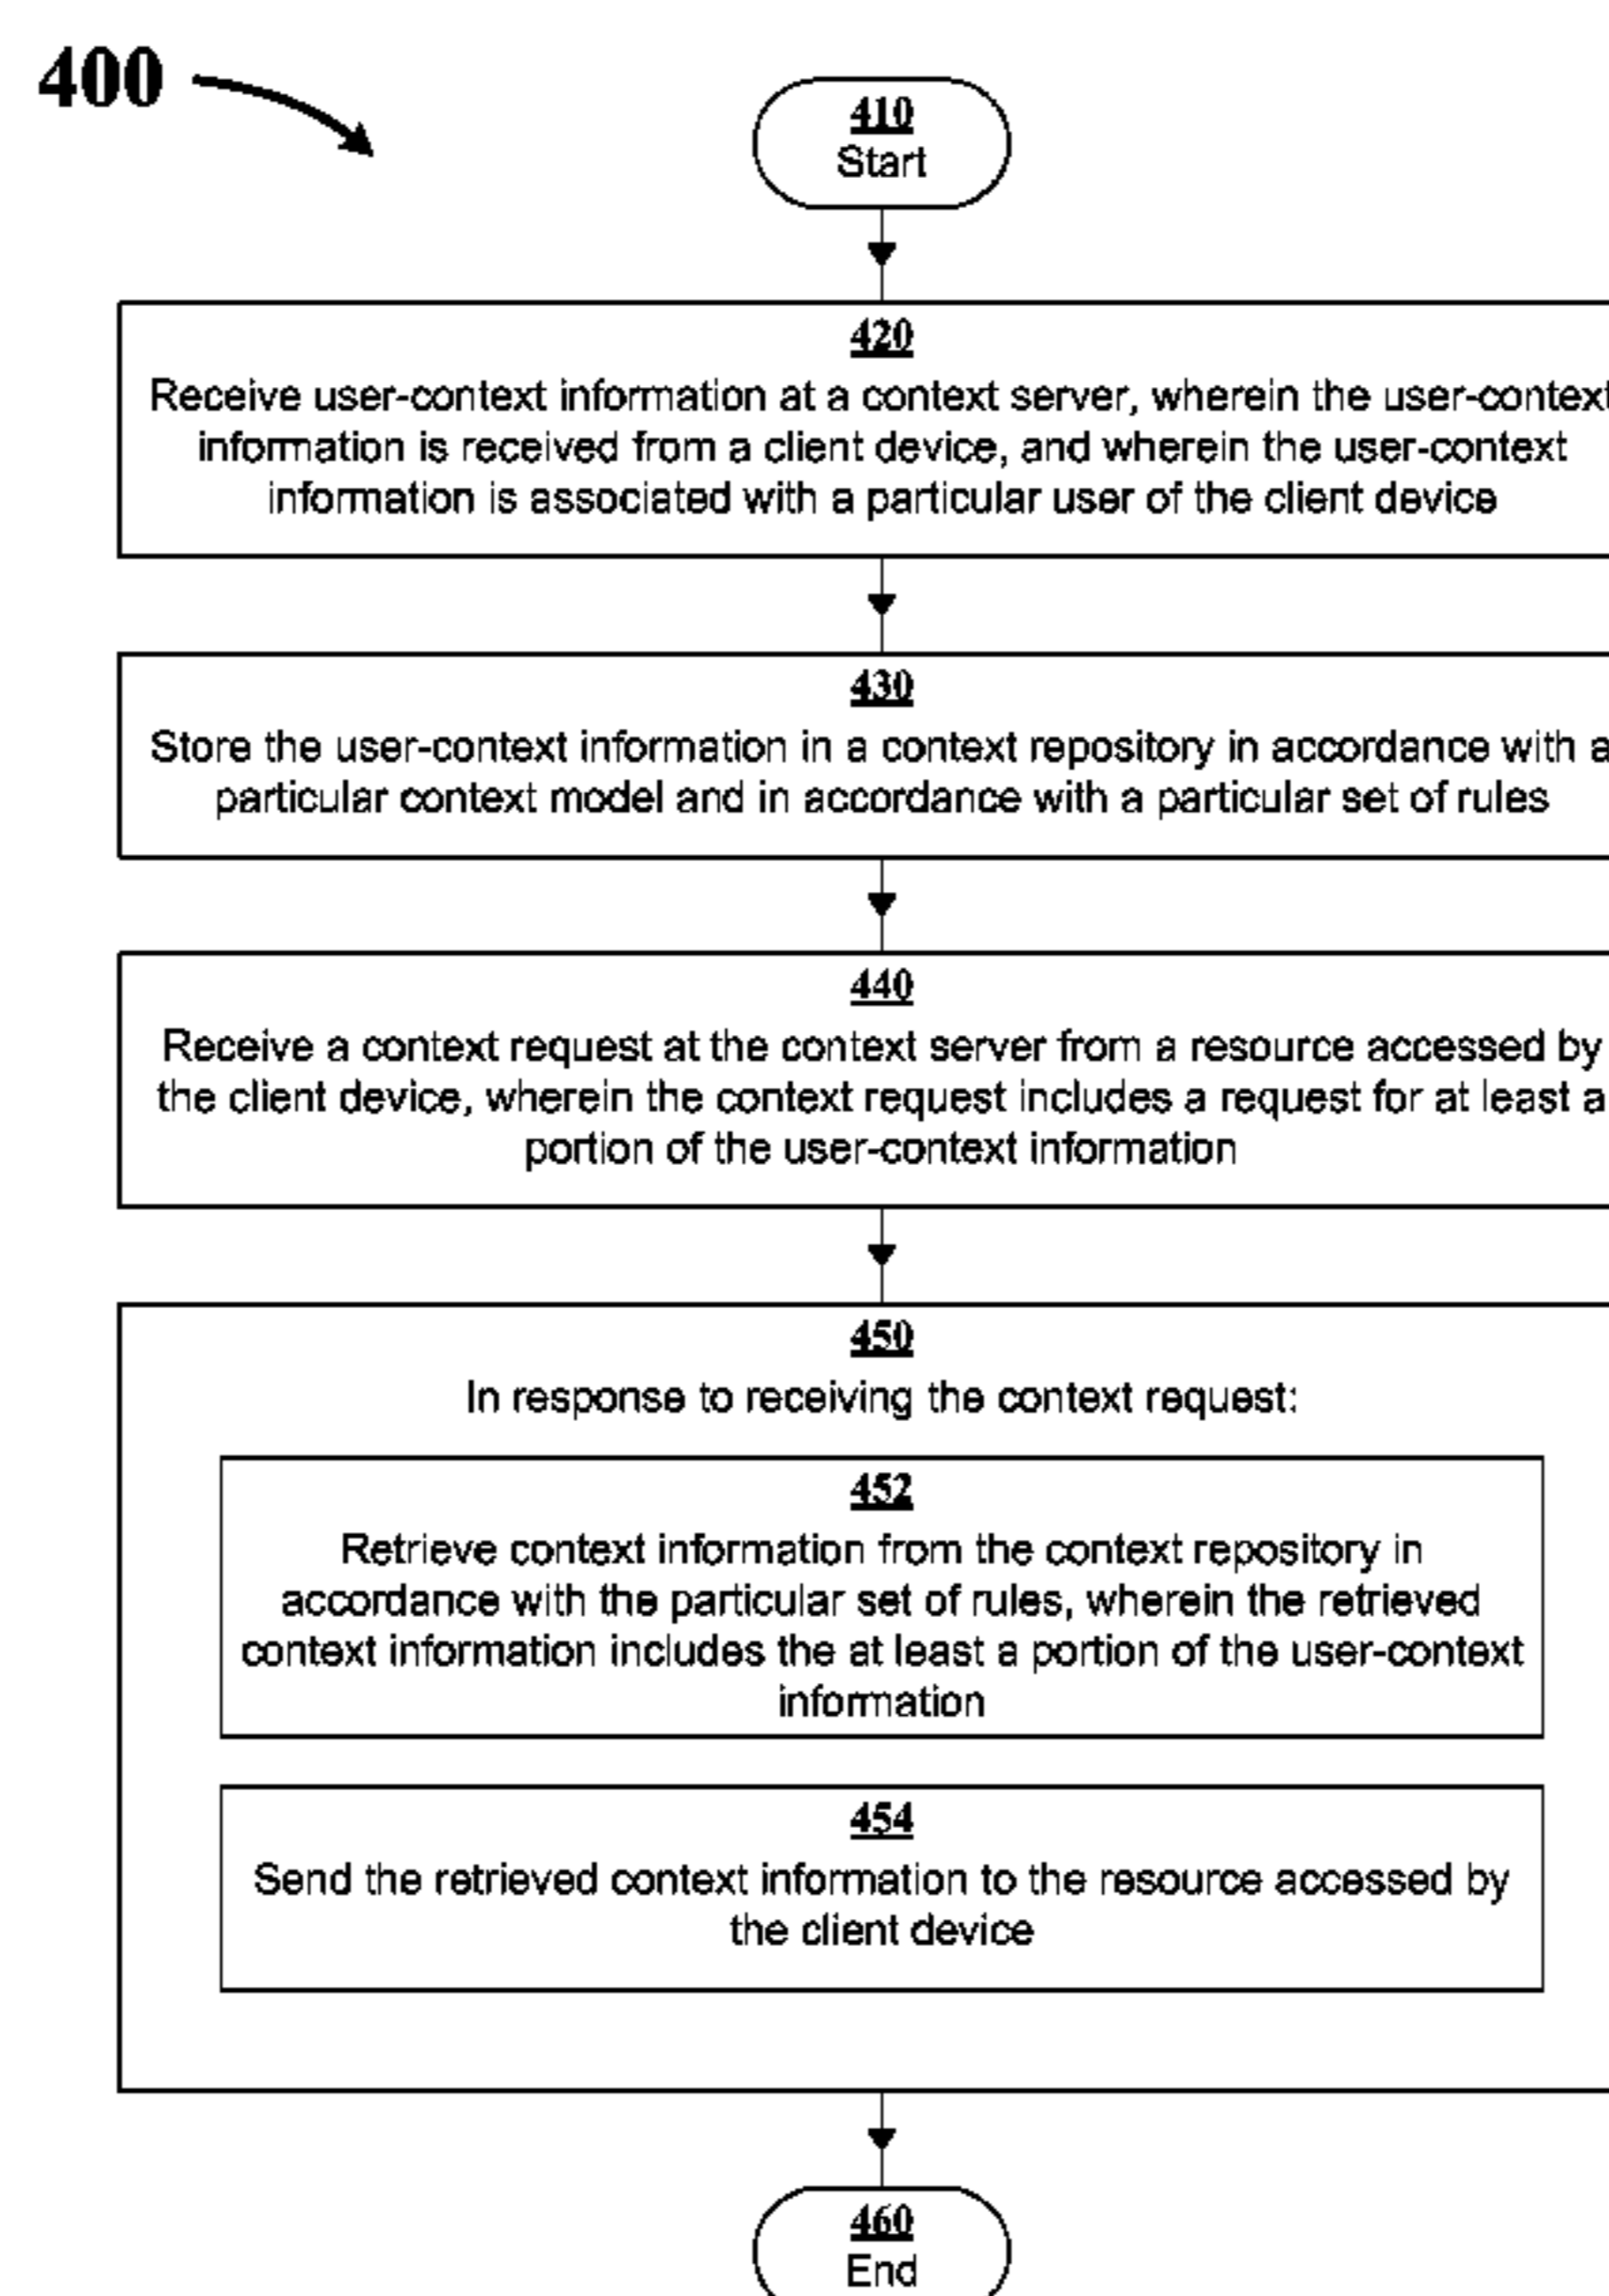 400
410
Start
420
Receive user-context information at a context server, wherein the user-context
information is received from a client device, and wherein the user-context
information is associated with a particular user of the client device
430
Store the user-context information in a context repository in accordance with a
particular context model and in accordance with a particular set of rules
440
Receive a context request at the context server from a resource accessed by
the client device, wherein the context request includes a request for at least a
portion of the user-context information
450
In response to receiving the context request:
452
Retrieve context information from the context repository in
accordance with the particular set of rules, wherein the retrieved
context information includes the at least a portion of the user-context
information
454
Send the retrieved context information to the resource accessed by
the client device
460
End